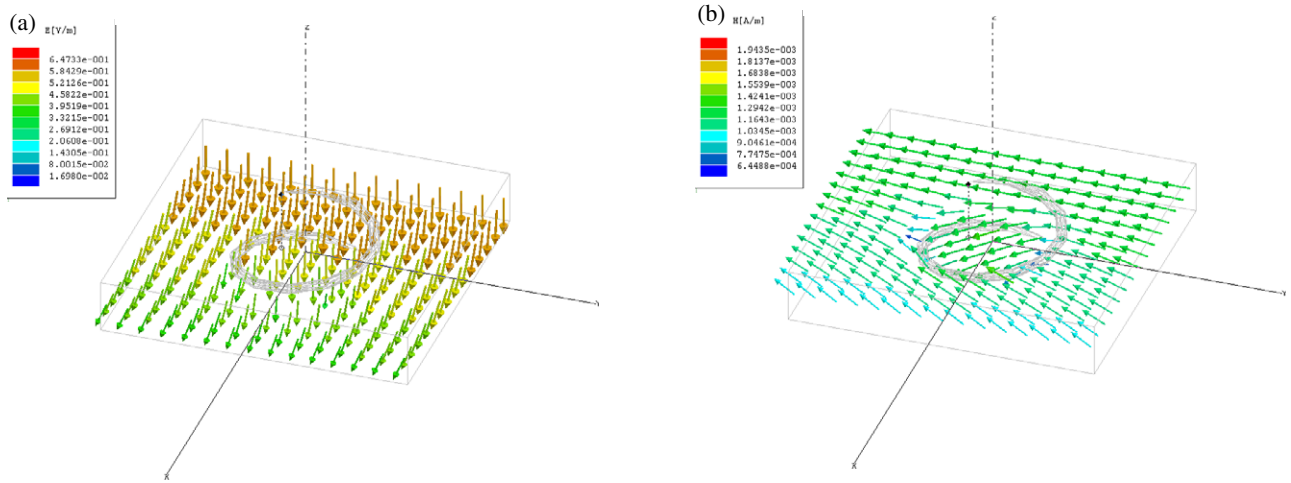 (a)
E[V/m]
6.4733e-001
5.8429e-001
5.2126e-001
4.5822e-001
3.9519e-001
3.3215e-001
2.6912e-001
2.0608e-001
1.4305e-001
8.0015e-002
1.6980e-002
Z
Y
X
(b)
H[A/m]
1.9435e-003
1.8137e-003
1.6838e-003
1.5539e-003
1.4241e-003
1.2942e-003
1.1643e-003
1.0345e-003
9.0461e-004
7.7475e-004
6.4488e-004
Z
Y
X